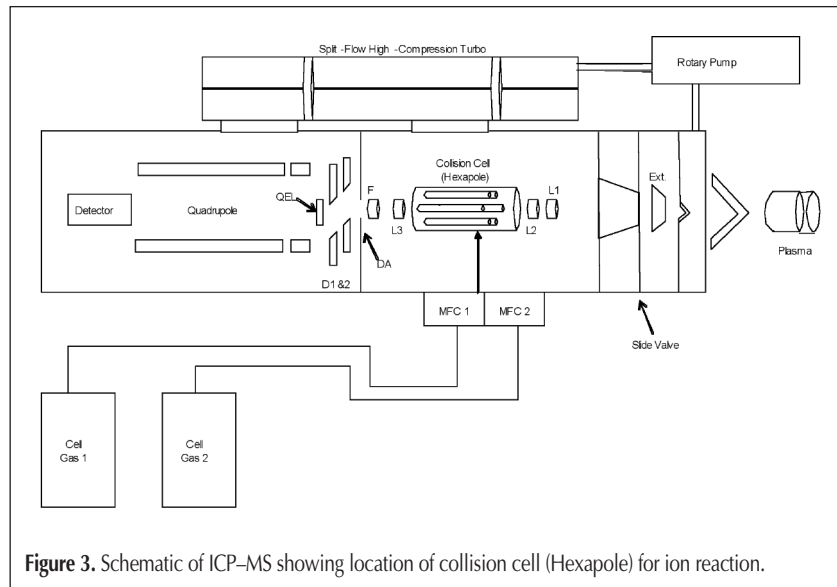 Split -Flow High -Compression Turbo
Rotary Pump
Collision Cell
(Hexapole)
Ext.
F
L1
QEL
Detector
Quadrupole
L3
L2
DA
Plasma
D1 &2
MFC 1
MFC 2
Slide Valve
Cell
Gas 1
Cell
Gas 2
Figure 3. Schematic of ICP–MS showing location of collision cell (Hexapole) for ion reaction.